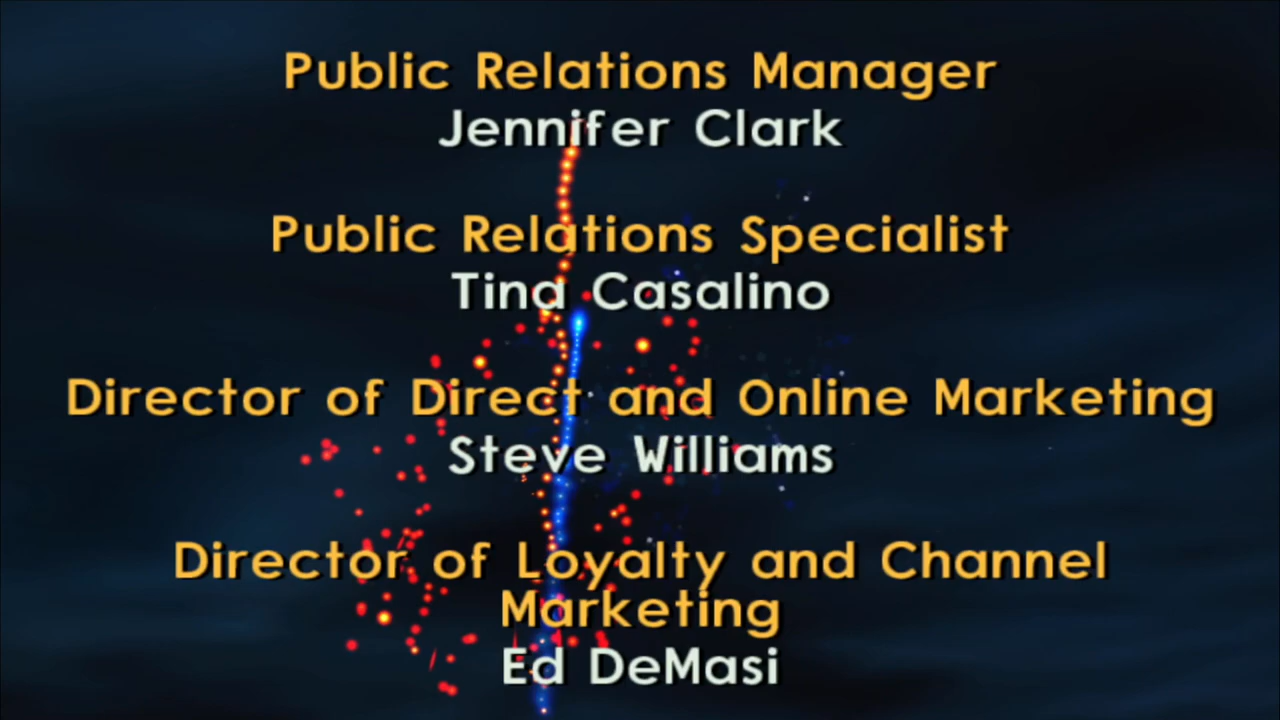 Public Relations Manager
Jennifer Clark
Public Relations Specialist
Tina Casalino
Director of Direct and Online Marketing
Steve Williams
Director of Loyalty and Channel
Marketing
Ed DeMasi